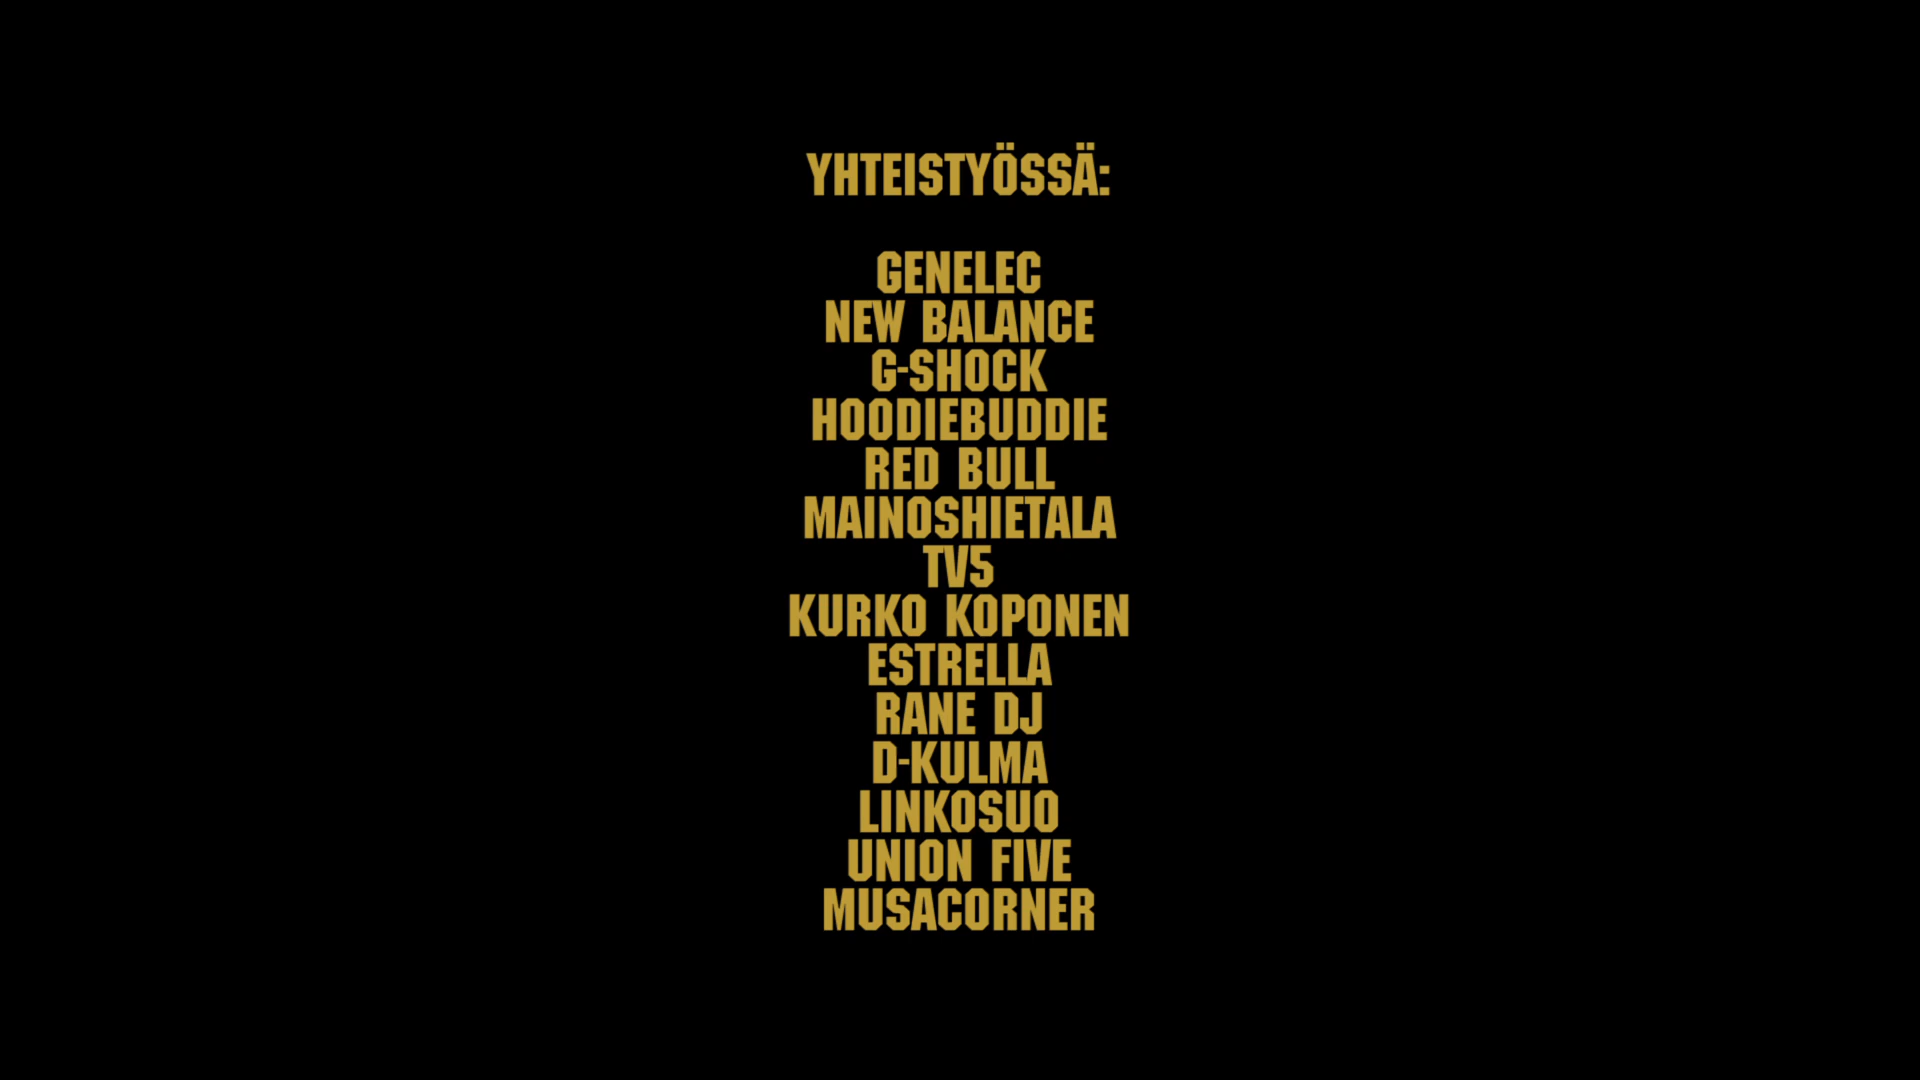 YHTEISTYÖSSÄ:
GENELEC
NEW BALANCE
G-SHOCK
HOODIEBUDDIE
RED BULL
MAINOSHIETALA
TV5
KURKO KOPONEN
ESTRELLA
RANE DJ
D-KULMA
LINKOSUO
UNION FIVE
MUSACORNER